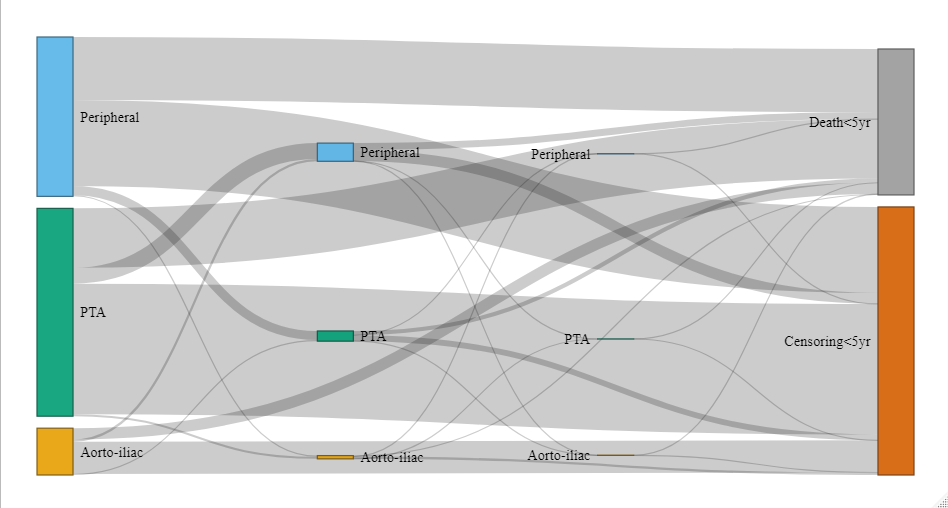 Peripheral
PTA
Aorto-iliac
Peripheral
PTA
Aorto-iliac
Peripheral
PTA
Aorto-iliac
Death<5yr
Censoring<5yr